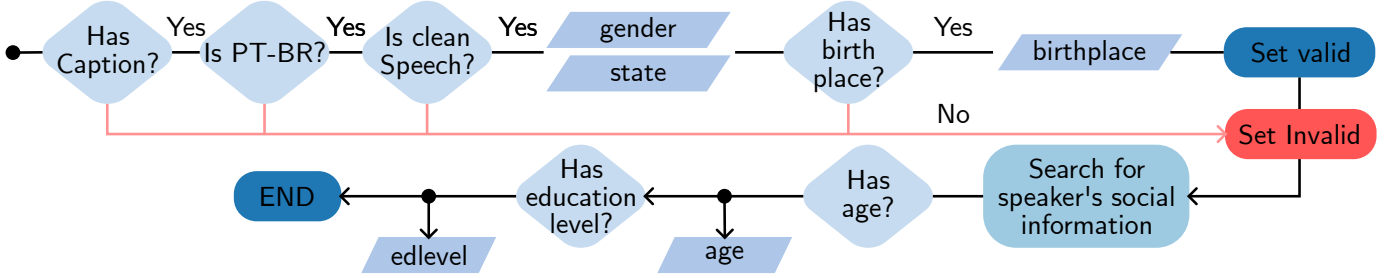 Has
Caption?
Yes
Is PT-BR?
Yes
Is clean
Speech?
Yes
gender
state
Has
birth
place?
Yes
birthplace
Set valid
No
Set Invalid
Search for
speaker's social
information
Has
age?
age
Has
education
level?
edlevel
END